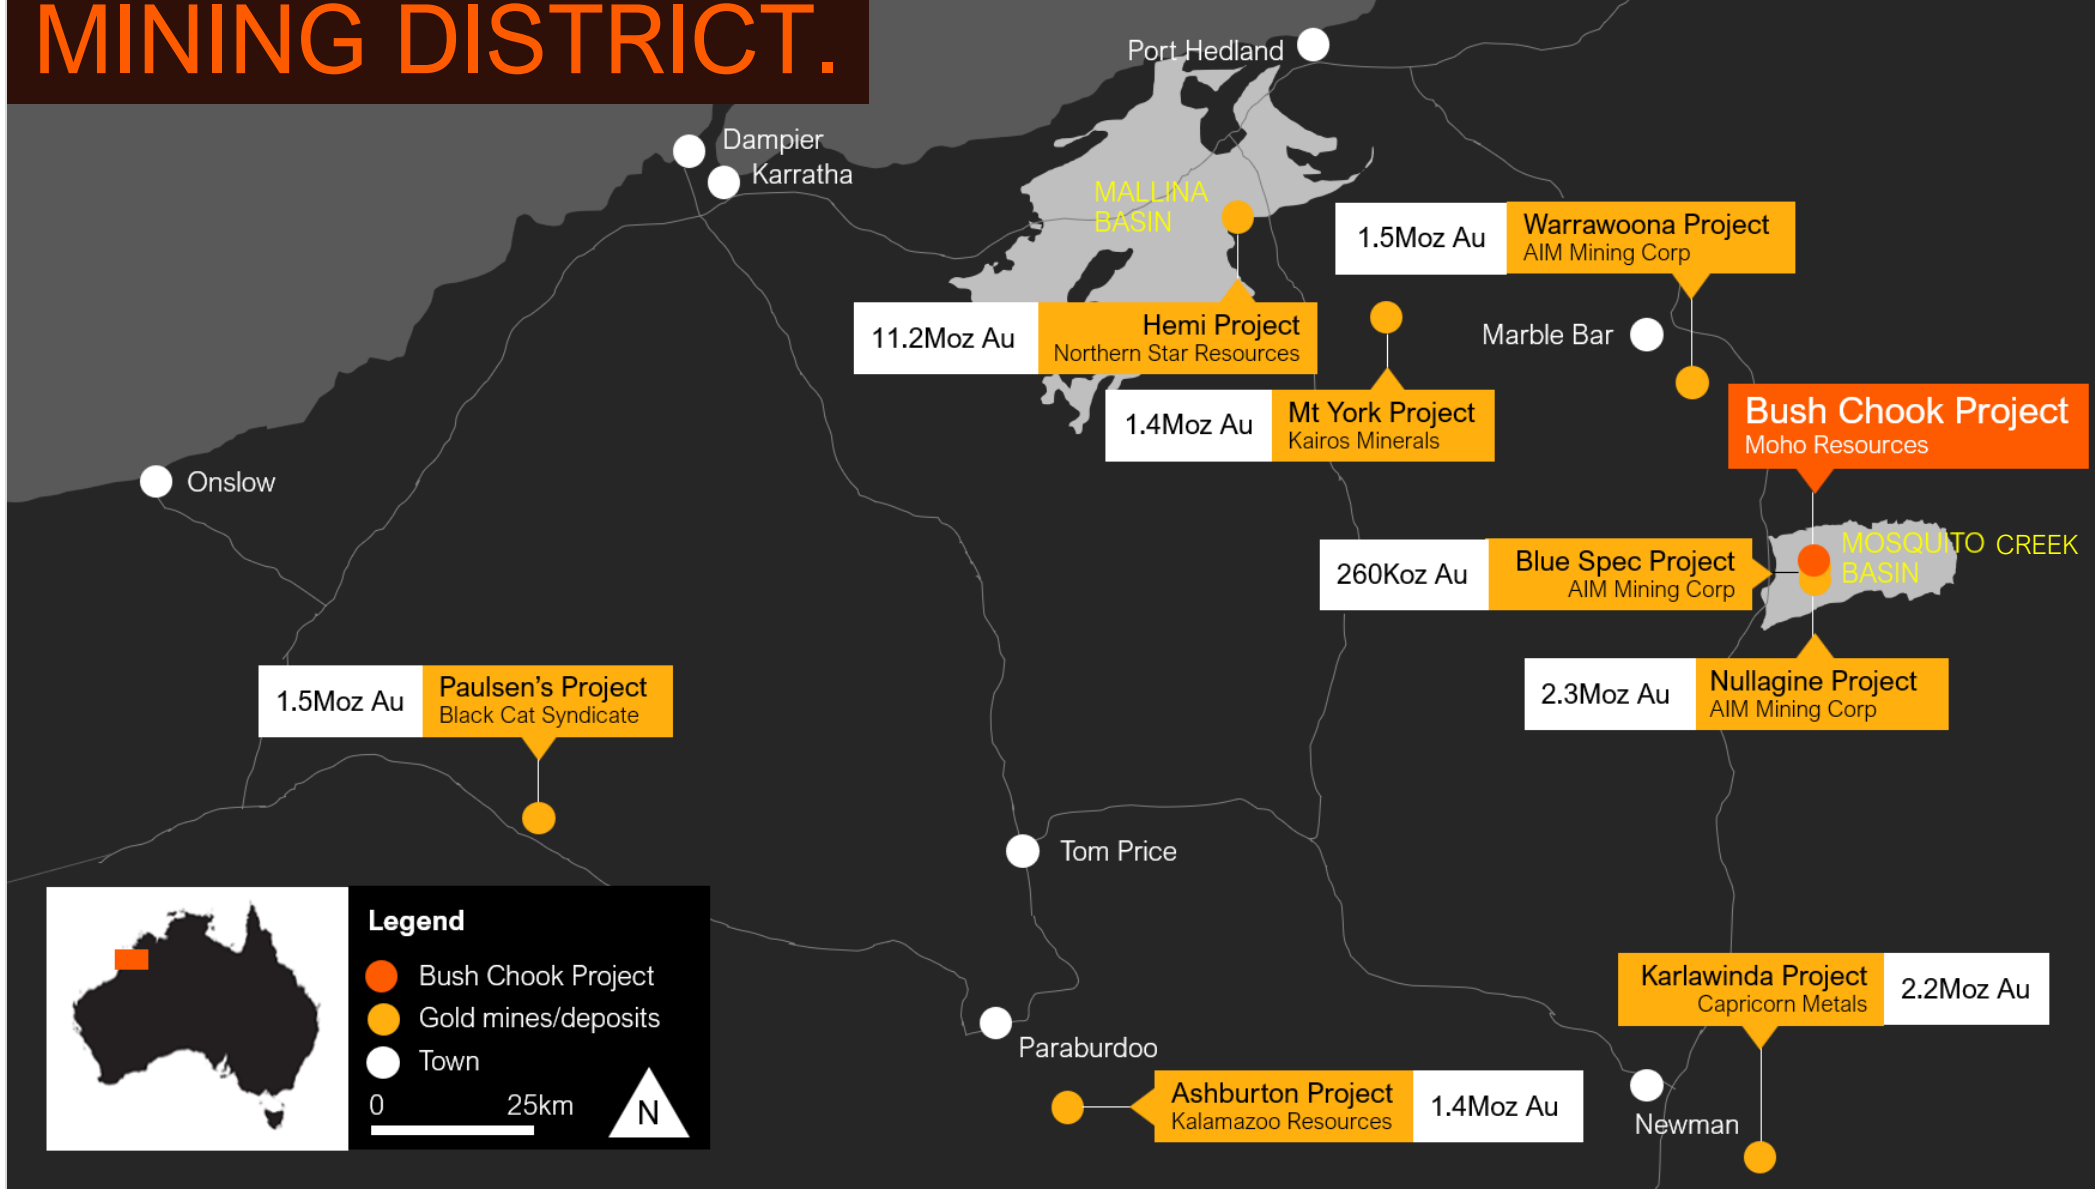 MINING DISTRICT.
Port Hedland
Dampier
Karratha
MALLINA
BASIN
1.5Moz Au
Warrawoona Project
AIM Mining Corp
11.2Moz Au
Hemi Project
Northern Star Resources
Marble Bar
1.4Moz Au
Mt York Project
Kairos Minerals
Bush Chook Project
Moho Resources
Onslow
MOSQUITO CREEK
BASIN
260Koz Au
Blue Spec Project
AIM Mining Corp
1.5Moz Au
Paulsen’s Project
Black Cat Syndicate
2.3Moz Au
Nullagine Project
AIM Mining Corp
Tom Price
Legend
Bush Chook Project
Gold mines/deposits
Town
0 25km
N
Paraburdoo
Karlawinda Project
Capricorn Metals
2.2Moz Au
Ashburton Project
Kalamazoo Resources
1.4Moz Au
Newman